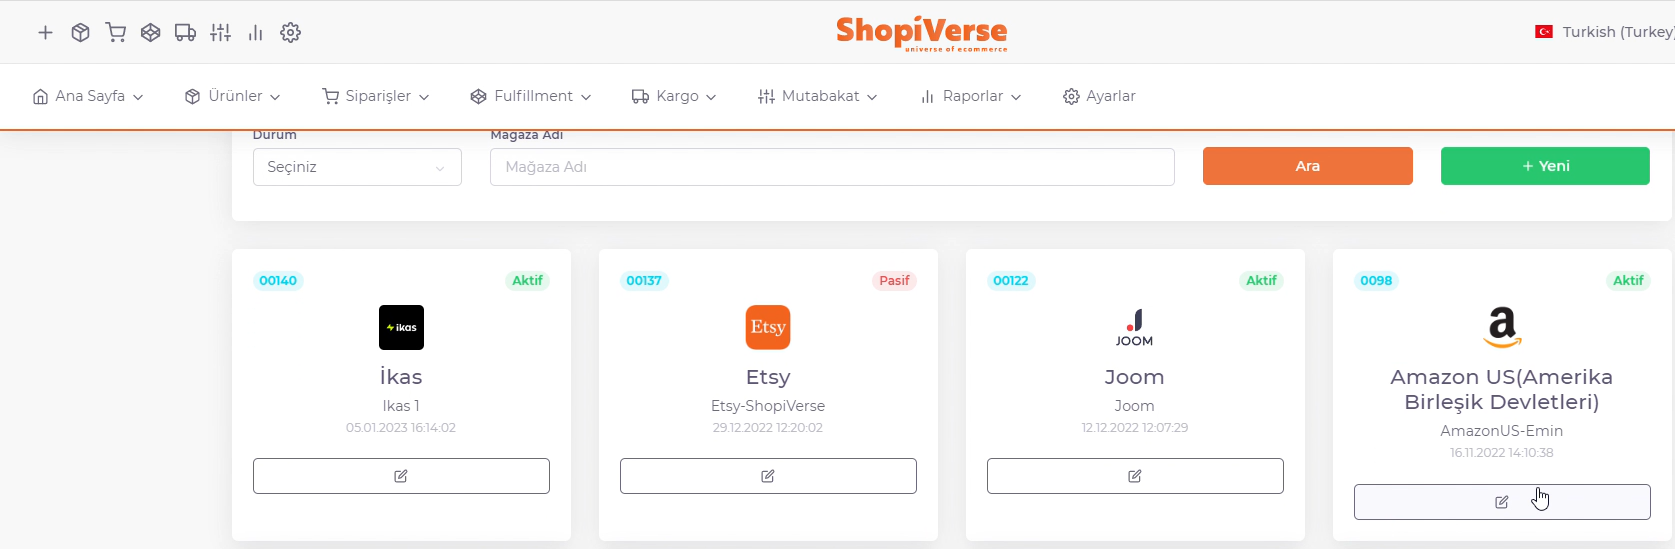 ShopiVerse
universe of ecommerce
Turkish (Turkey)
Ana Sayfa
Ürünler
Siparişler
Fulfillment
Kargo
Mutabakat
Raporlar
Ayarlar
Durum
Mağaza Adı
Seçiniz
Mağaza Adı
Ara
+ Yeni
00140
Aktif
ikas
İkas
Ikas 1
05.01.2023 16:14:02
00137
Pasif
Etsy
Etsy
Etsy-ShopiVerse
29.12.2022 12:20:02
00122
Aktif
JOOM
Joom
Joom
12.12.2022 12:07:29
0098
Aktif
a
Amazon US(Amerika
Birleşik Devletleri)
AmazonUS-Emin
16.11.2022 14:10:38